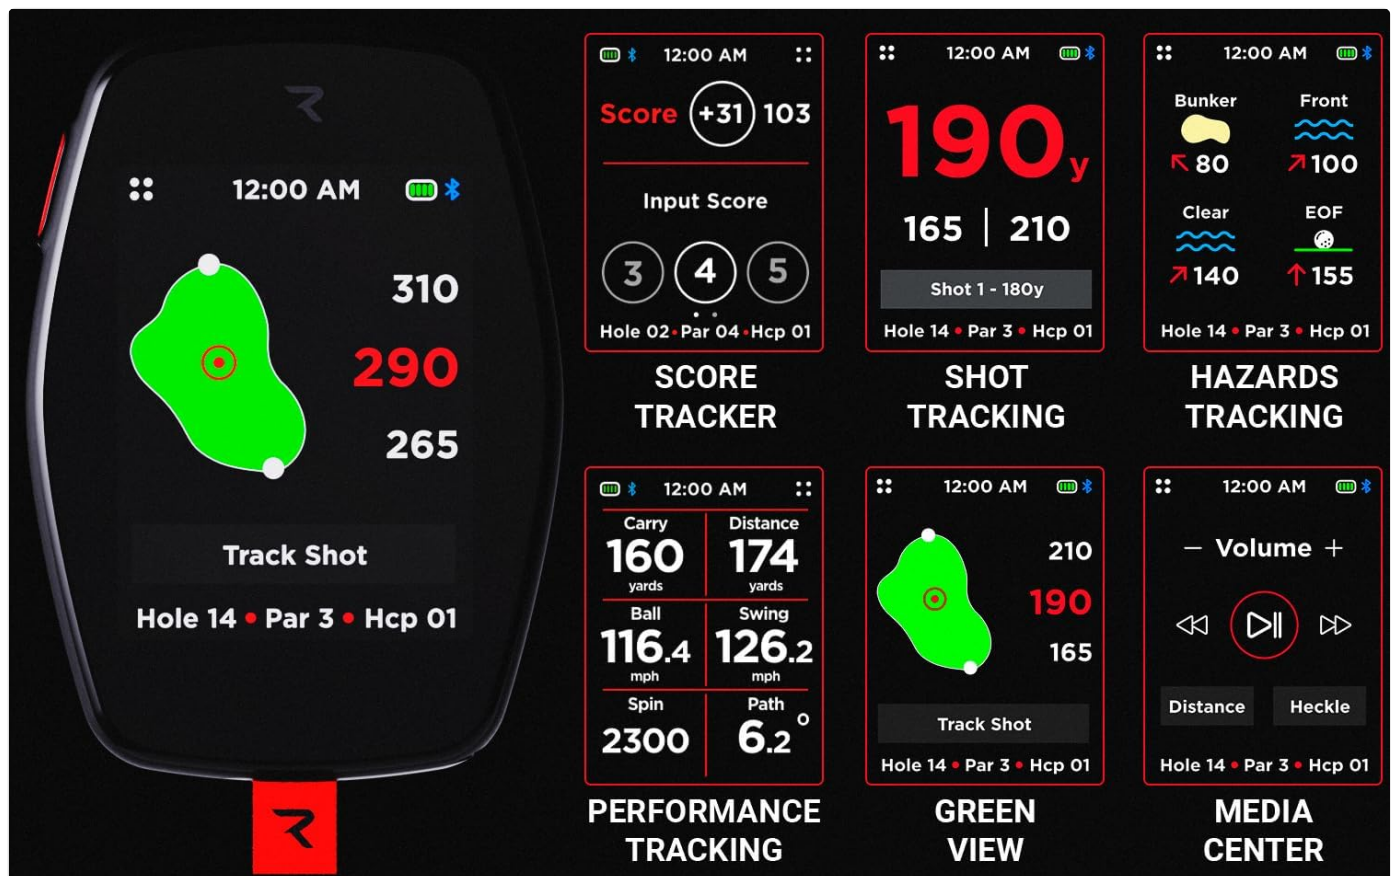 12:00 AM
310
290
265
Track Shot
Hole 14 • Par 3 • Hcp 01
12:00 AM
Score +31 103
Input Score
3 4 5
Hole 02 • Par 04 • Hcp 01
SCORE
TRACKER
12:00 AM
190y
165 | 210
Shot 1 - 180y
Hole 14 • Par 3 • Hcp 01
SHOT
TRACKING
12:00 AM
Bunker Front
80 100
Clear EOF
140 155
Hole 14 • Par 3 • Hcp 01
HAZARDS
TRACKING
12:00 AM
Carry Distance
160 174
yards yards
Ball Swing
116.4 126.2
mph mph
Spin Path
2300 6.2°
PERFORMANCE
TRACKING
12:00 AM
210
190
165
Track Shot
Hole 14 • Par 3 • Hcp 01
GREEN
VIEW
12:00 AM
− Volume +
Distance Heckle
Hole 14 • Par 3 • Hcp 01
MEDIA
CENTER